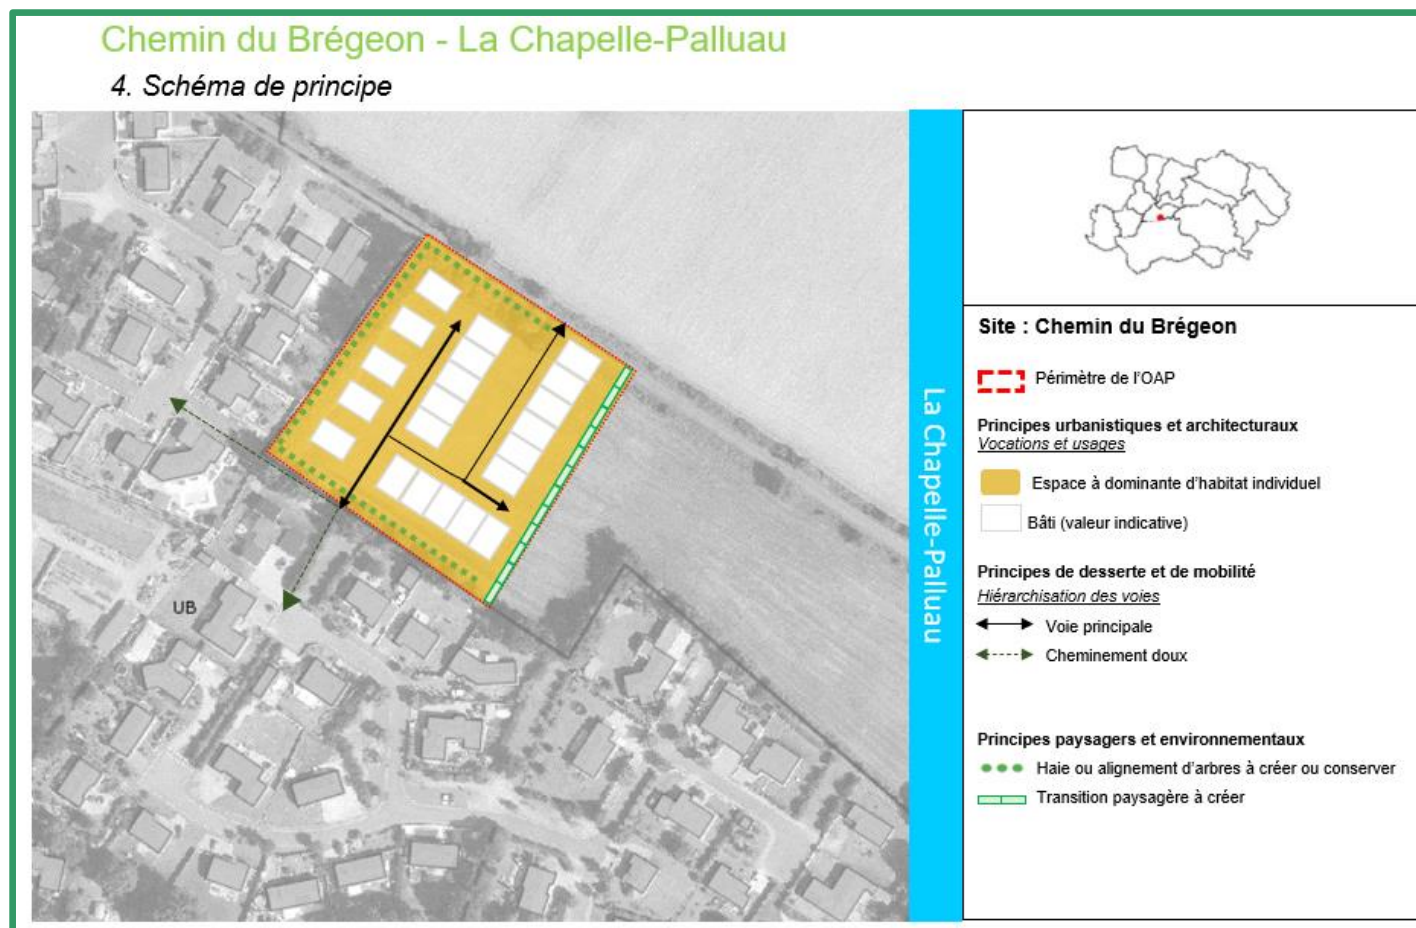 Chemin du Brégeon - La Chapelle-Palluau
4. Schéma de principe
UB
La Chapelle-Palluau
Site : Chemin du Brégeon
Périmètre de l'OAP
Principes urbanistiques et architecturaux
Vocations et usages
Espace à dominante d'habitat individuel
Bâti (valeur indicative)
Principes de desserte et de mobilité
Hiérarchisation des voies
Voie principale
Cheminement doux
Principes paysagers et environnementaux
Haie ou alignement d'arbres à créer ou conserver
Transition paysagère à créer